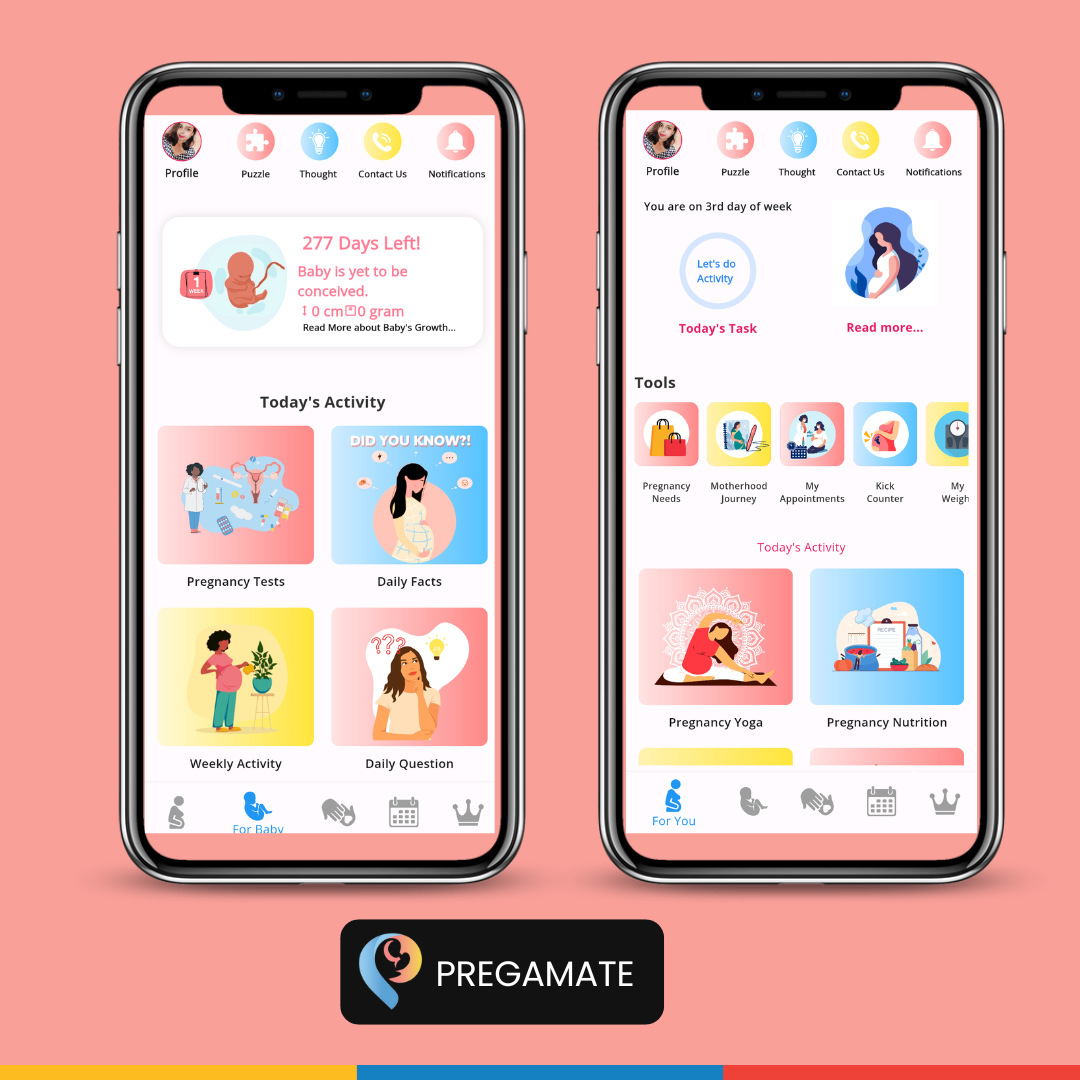 Profile
Puzzle
Thought
Contact Us
Notifications
277 Days Left!
1
WEEK
Baby is yet to be
conceived.
0 cm 0 gram
Read More about Baby's Growth...
Today's Activity
DID YOU KNOW?!
Pregnancy Tests
Daily Facts
???
Weekly Activity
Daily Question
For Baby
Profile
Puzzle
Thought
Contact Us
Notifications
You are on 3rd day of week
Let's do
Activity
Today's Task
Read more...
Tools
Pregnancy
Needs
Motherhood
Journey
My
Appointments
Kick
Counter
My
Weigh
Today's Activity
RECIPE
Pregnancy Yoga
Pregnancy Nutrition
For You
PREGAMATE